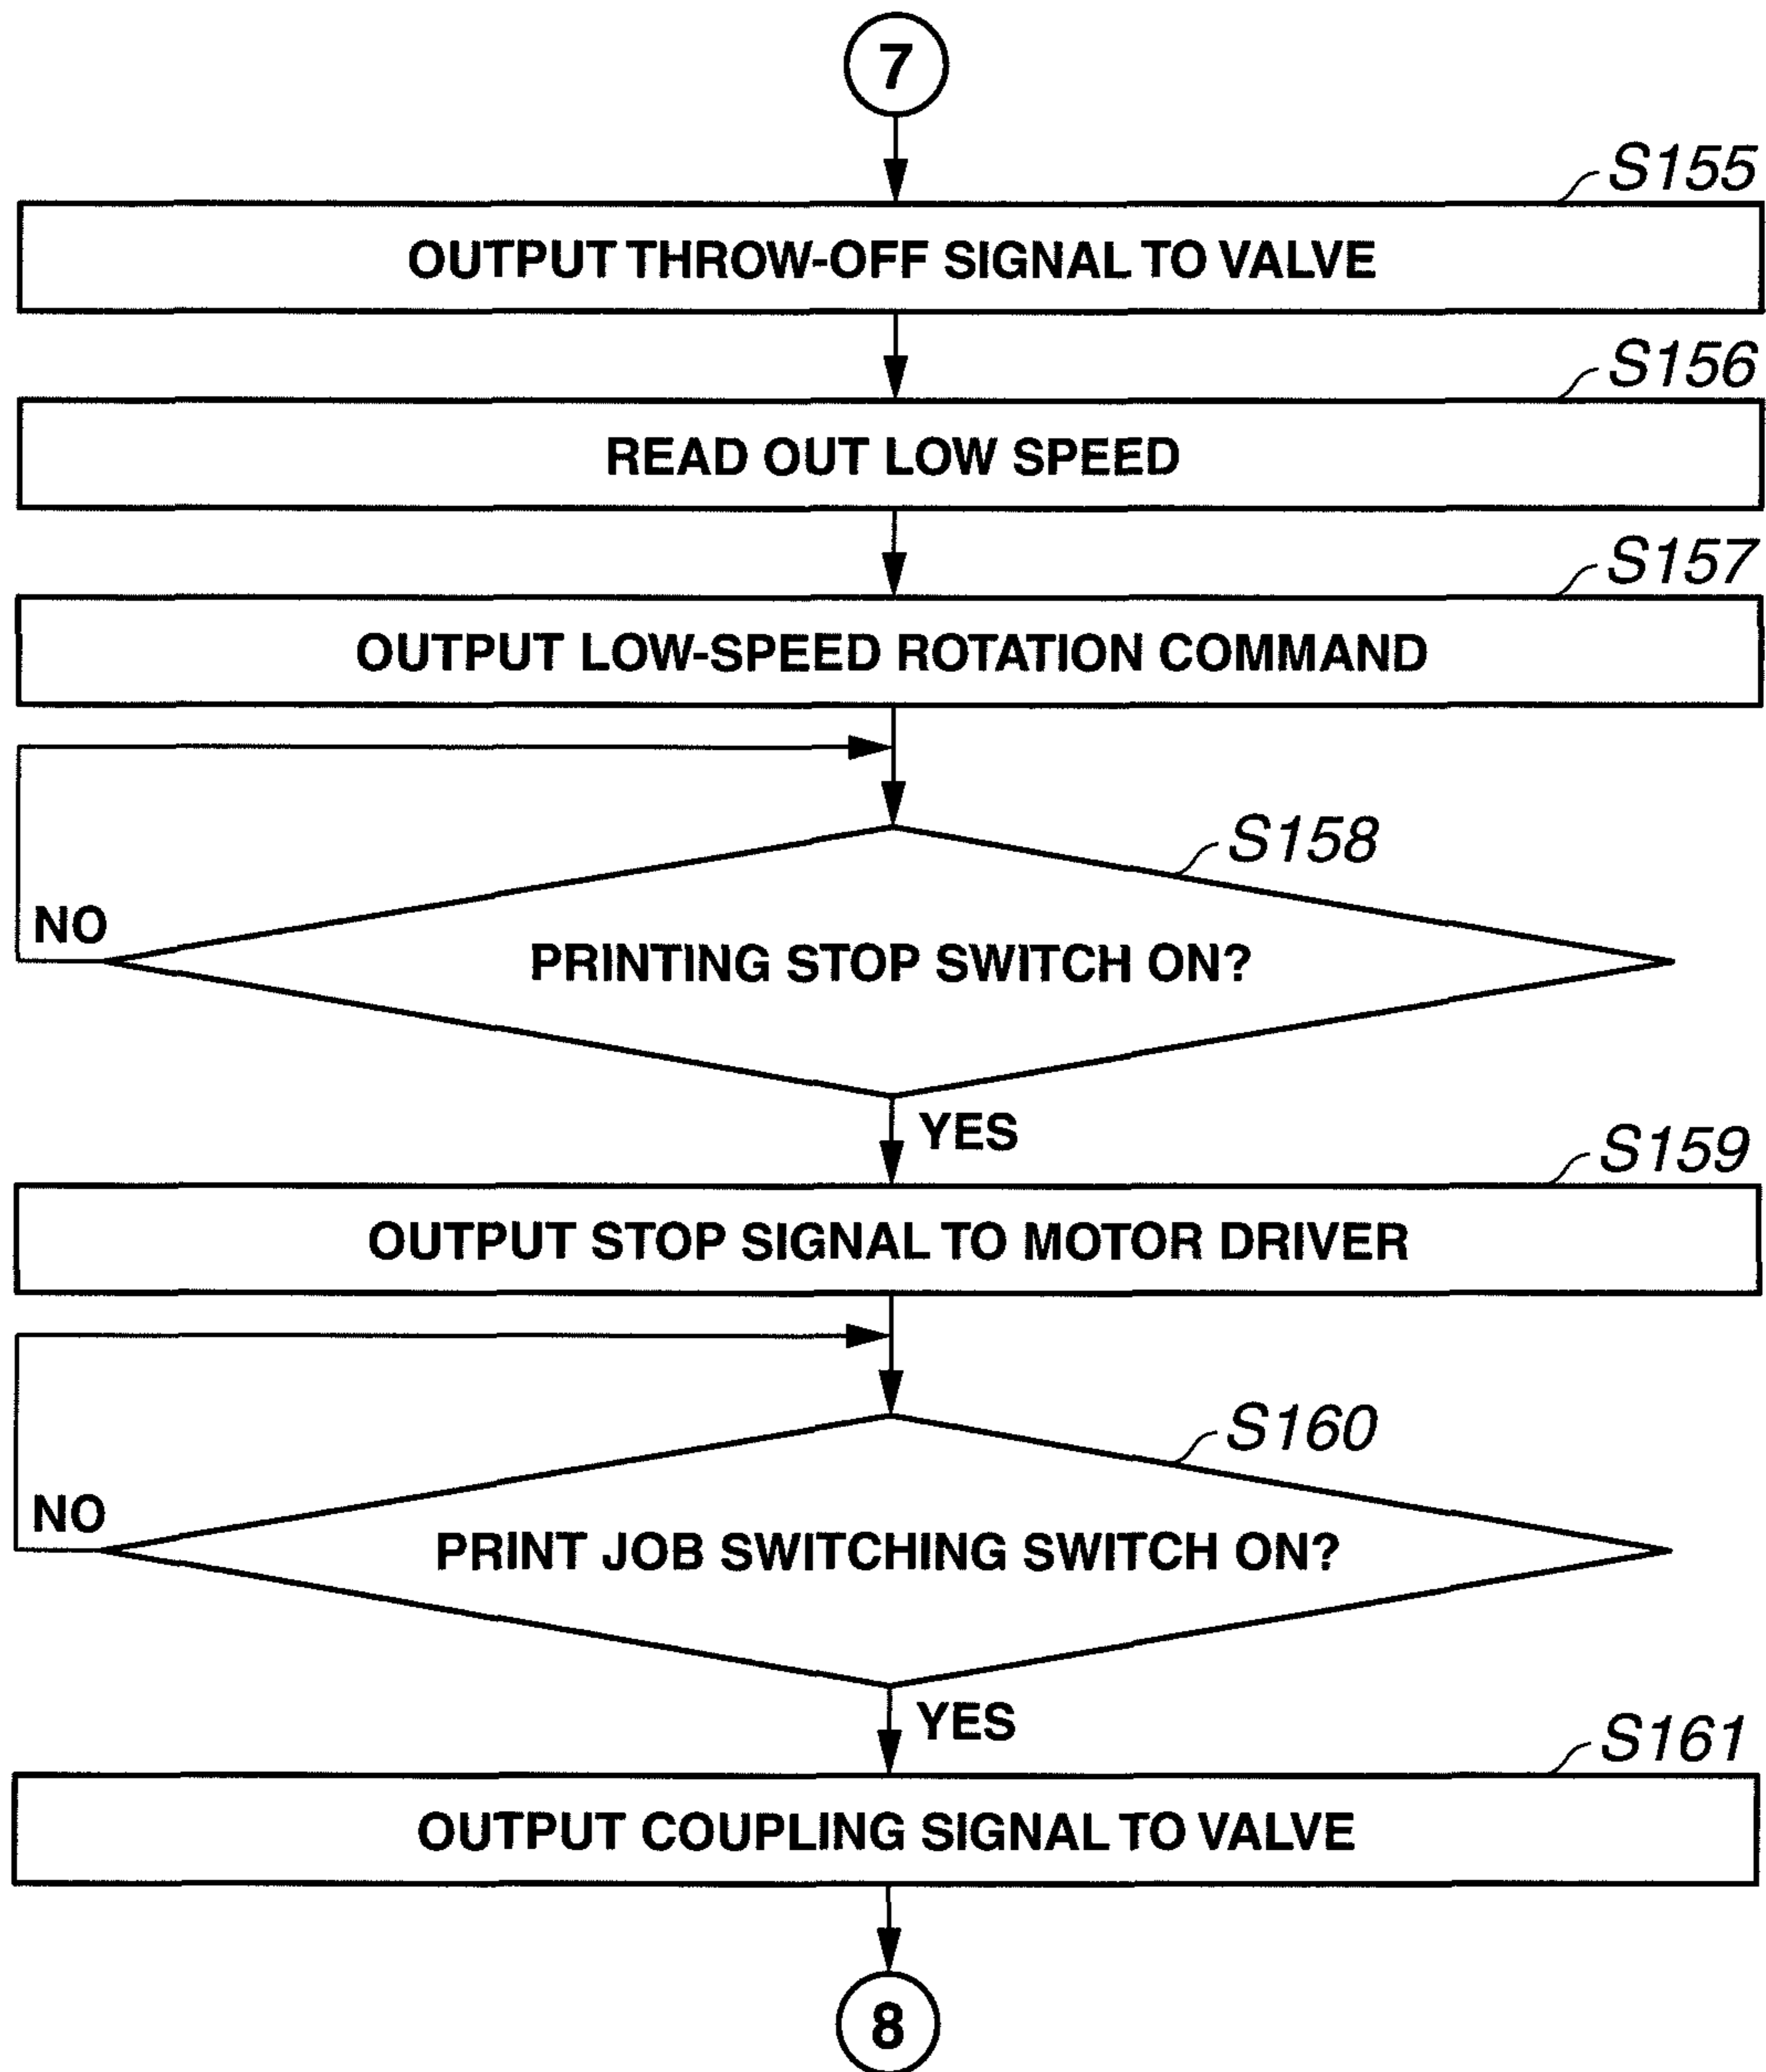 7
S155
OUTPUT THROW-OFF SIGNAL TO VALVE
S156
READ OUT LOW SPEED
S157
OUTPUT LOW-SPEED ROTATION COMMAND
S158
NO
PRINTING STOP SWITCH ON?
YES
S159
OUTPUT STOP SIGNAL TO MOTOR DRIVER
S160
NO
PRINT JOB SWITCHING SWITCH ON?
YES
S161
OUTPUT COUPLING SIGNAL TO VALVE
8